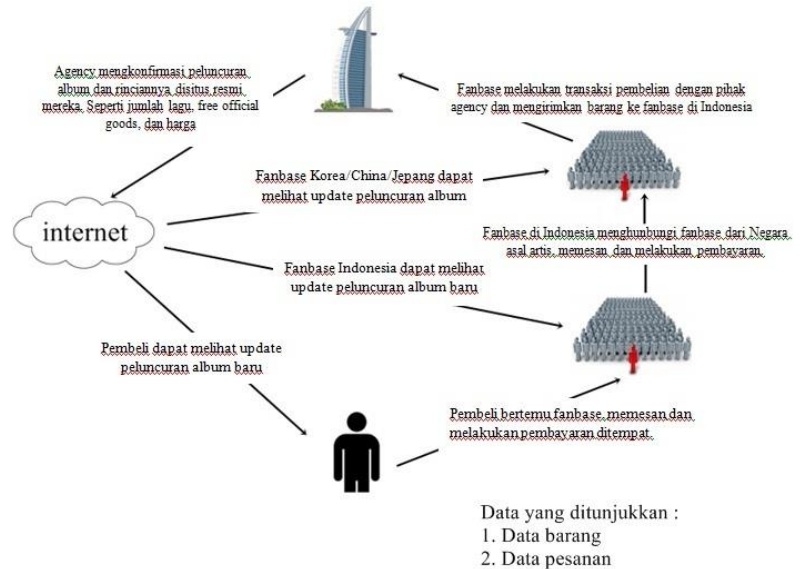 Agency mengkonfirmasi peluncuran
album dan rinciannya disitus resmi
mereka. Seperti jumlah lagu, free official
goods, dan harga
Fanbase melakukan transaksi pembelian dengan pihak
agency dan mengirimkan barang ke fanbase di Indonesia
Fanbase Korea/China/Jepang dapat
melihat update peluncuran album
internet
Fanbase di Indonesia menghunbungi fanbase dari Negara
asal artis, memesan dan melakukan pembayaran.
Fanbase Indonesia dapat melihat
update peluncuran album baru
Pembeli dapat melihat update
peluncuran album baru
Pembeli bertemu fanbase, memesan dan
melakukan pembayaran ditempat.
Data yang ditunjukkan :
1. Data barang
2. Data pesanan